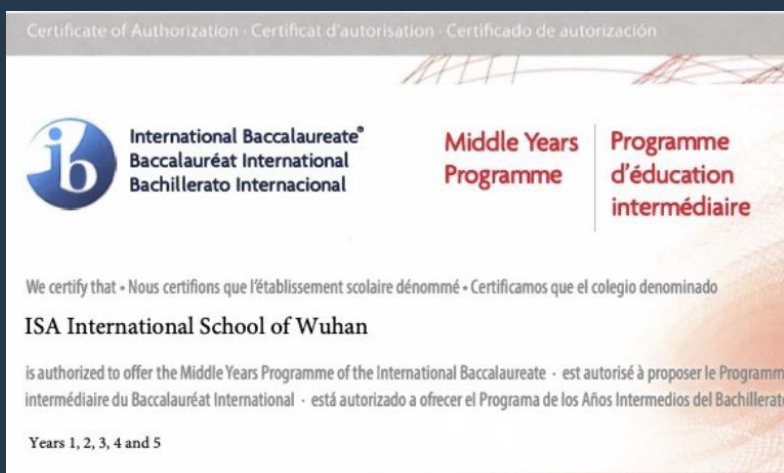 Certificate of Authorization · Certificat d'autorisation · Certificado de autorización
ib
International Baccalaureate®
Baccalauréat International
Bachillerato Internacional
Middle Years
Programme
Programme
d'éducation
intermédiaire
We certify that • Nous certifions que l'établissement scolaire dénommé • Certificamos que el colegio denominado
ISA International School of Wuhan
is authorized to offer the Middle Years Programme of the International Baccalaureate · est autorisé à proposer le Programm
intermédiaire du Baccalauréat International · está autorizado a ofrecer el Programa de los Años Intermedios del Bachillerato
Years 1, 2, 3, 4 and 5